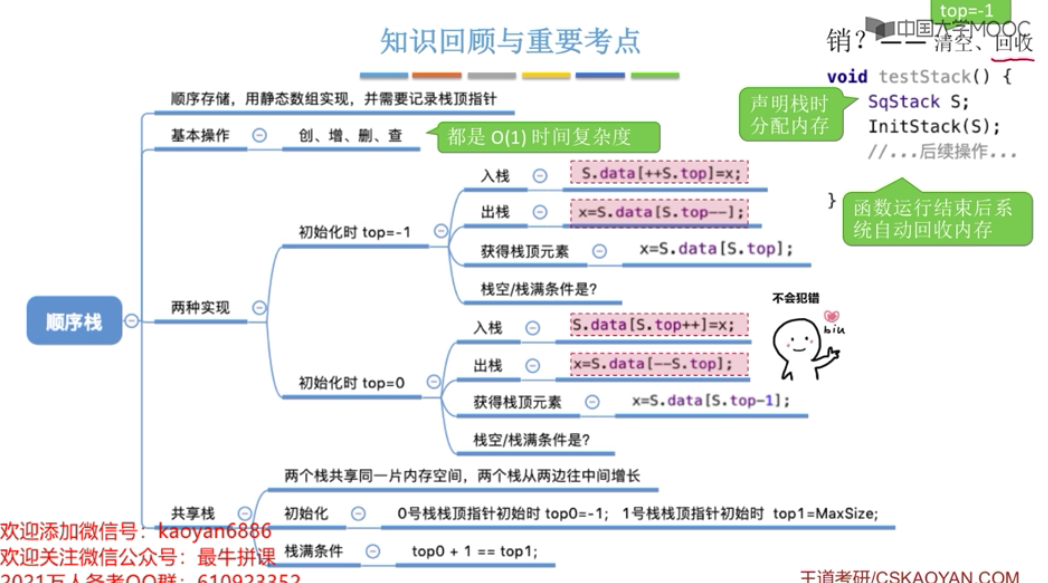 top=-1
中国大学MOOC
知识回顾与重要考点
销？—— 清空、回收
void testStack() {
声明栈时
分配内存
SqStack S;
InitStack(S);
//...后续操作...
}
函数运行结束后系
统自动回收内存
顺序存储，用静态数组实现，并需要记录栈顶指针
基本操作
创、增、删、查
都是 O(1) 时间复杂度
入栈
S.data[++S.top]=x;
出栈
x=S.data[S.top--];
初始化时 top=-1
获得栈顶元素
x=S.data[S.top];
栈空/栈满条件是?
两种实现
顺序栈
不会犯错
biu
入栈
S.data[S.top++]=x;
出栈
x=S.data[--S.top];
初始化时 top=0
获得栈顶元素
x=S.data[S.top-1];
栈空/栈满条件是?
两个栈共享同一片内存空间，两个栈从两边往中间增长
共享栈
初始化
0号栈栈顶指针初始时 top0=-1; 1号栈栈顶指针初始时 top1=MaxSize;
栈满条件
top0 + 1 == top1;
欢迎添加微信号：kaoyan6886
欢迎关注微信公众号：最牛拼课
2021万人备考QQ群：610923352
王道考研/CSKAOYAN.COM